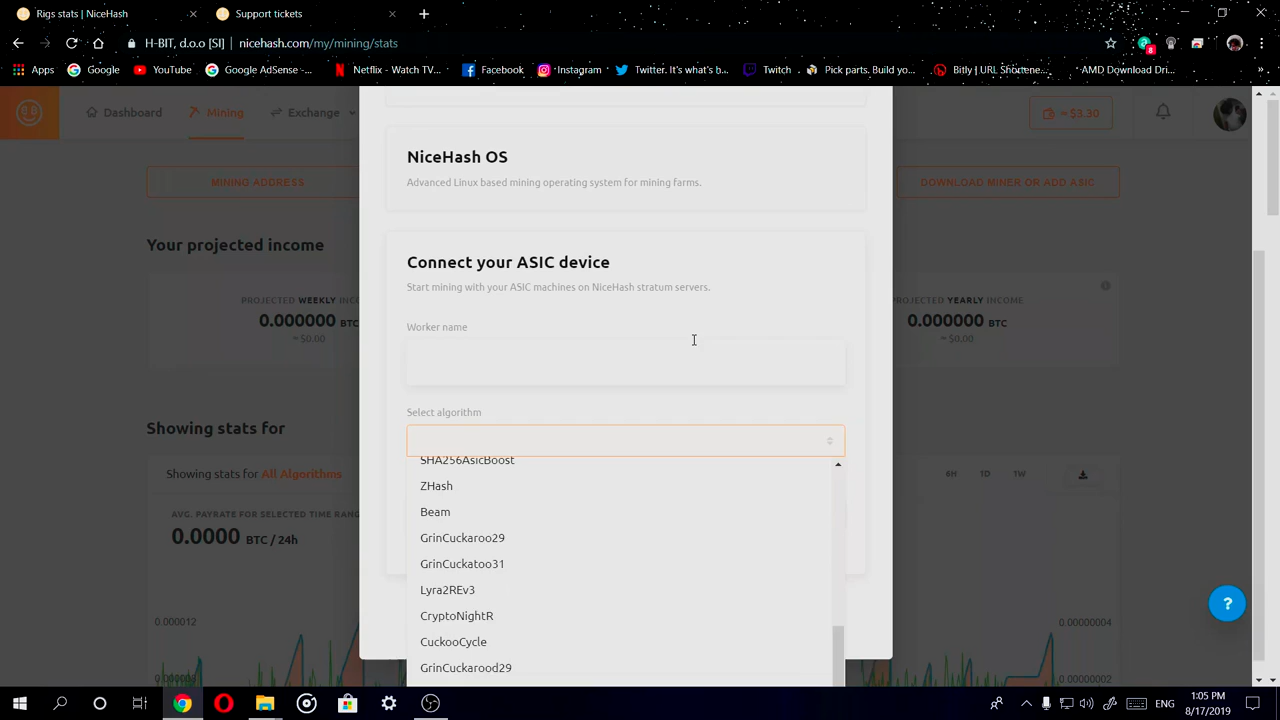 Rigs stats | NiceHash
Support tickets
H-BIT, d.o.o [SI] | nicehash.com/my/mining/stats
8
Apps
Google
YouTube
Google AdSense -...
Netflix - Watch TV...
Facebook
Instagram
Twitter. It's what's b...
Twitch
Pick parts. Build yo...
Bitly | URL Shortene...
AMD Download Dri...
Dashboard
Mining
Exchange
≈ $3.30
MINING ADDRESS
DOWNLOAD MINER OR ADD ASIC
NiceHash OS
Advanced Linux based mining operating system for mining farms.
Your projected income
PROJECTED WEEKLY INCO
0.000000 BTC
≈ $0.00
PROJECTED YEARLY INCOME
0.000000 BTC
≈ $0.00
Connect your ASIC device
Start mining with your ASIC machines on NiceHash stratum servers.
Worker name
Select algorithm
SHA256AsicBoost
ZHash
Beam
GrinCuckaroo29
GrinCuckatoo31
Lyra2REv3
CryptoNightR
CuckooCycle
GrinCuckarood29
Showing stats for
Showing stats for All Algorithms
6H
1D
1W
AVG. PAYRATE FOR SELECTED TIME RANG
0.0000 BTC / 24h
0.000012
0.000008
0.00000004
0.00000002
?
ENG
1:05 PM
8/17/2019